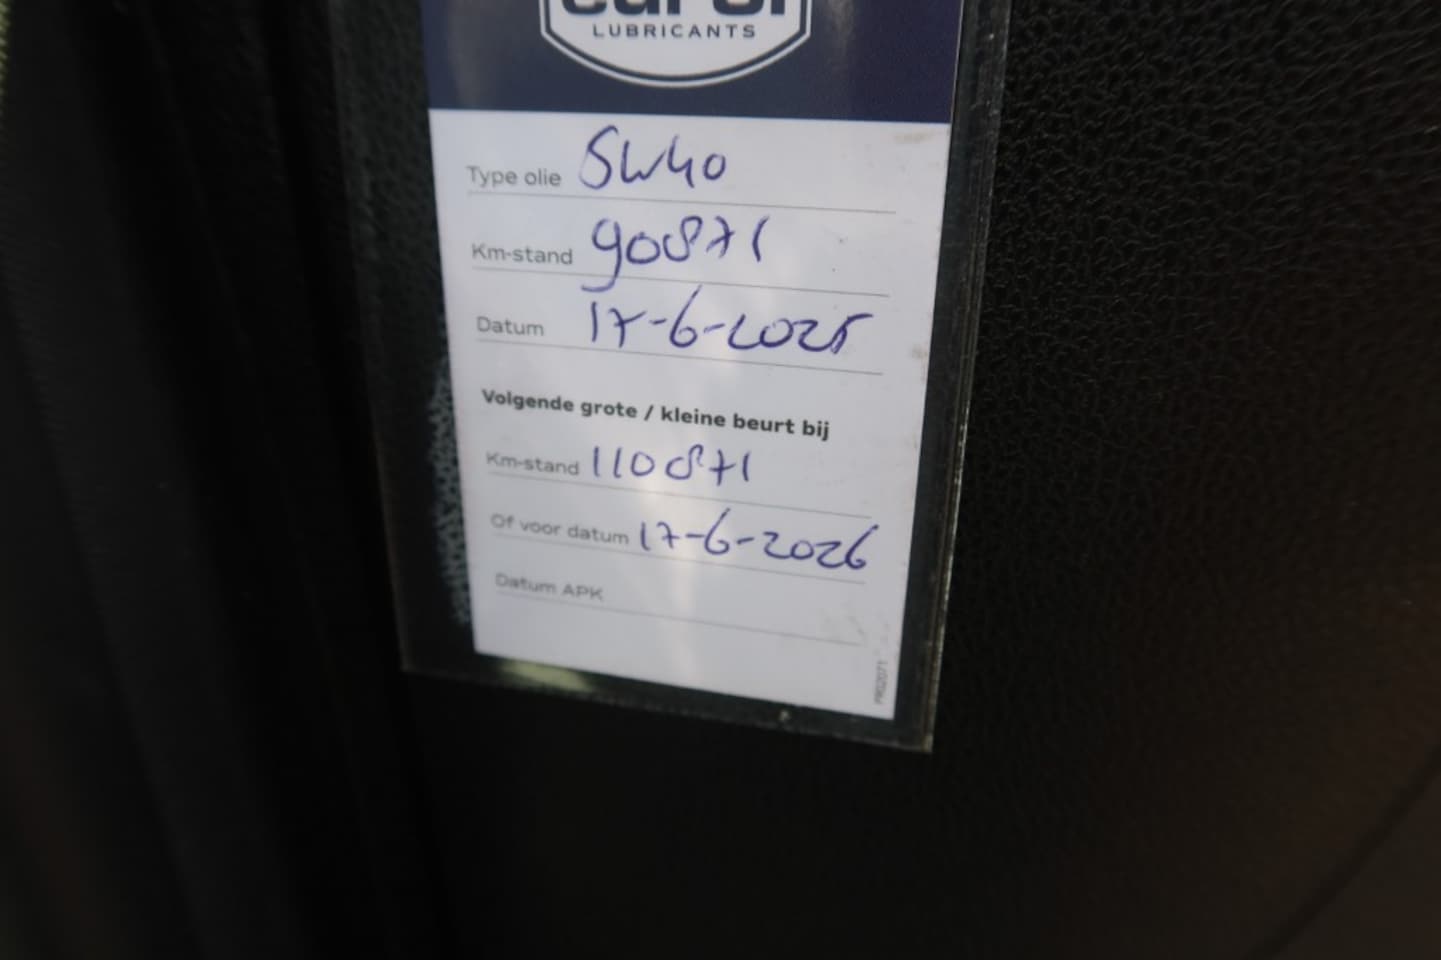 eurol
LUBRICANTS
Type olie 5W40
Km-stand 90871
Datum 17-6-2025
Volgende grote / kleine beurt bij
Km-stand 110871
Of voor datum 17-6-2026
Datum APK